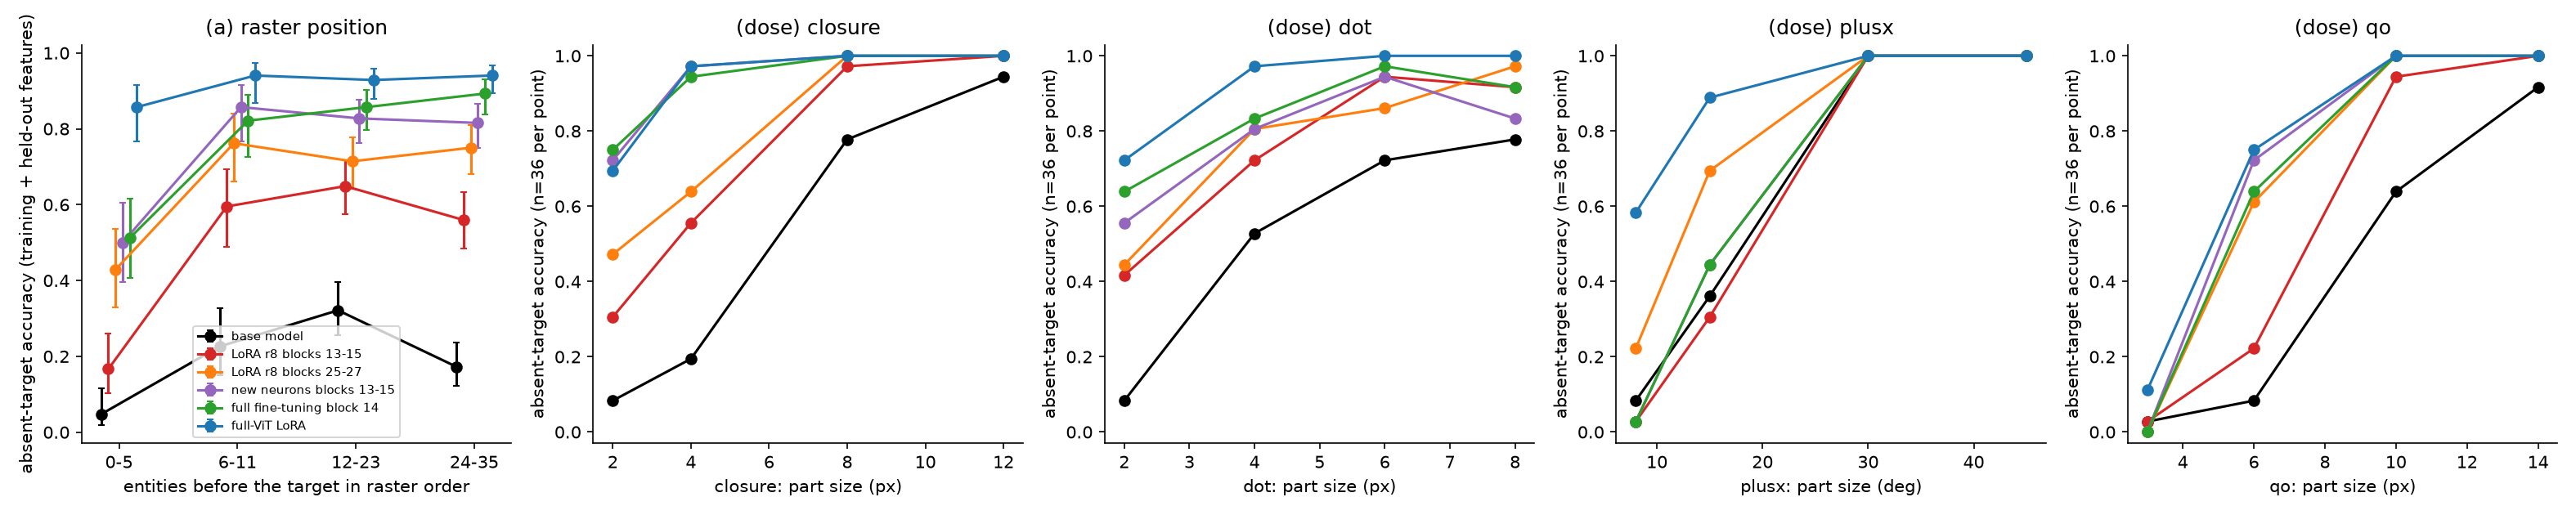 (a) raster position
absent-target accuracy (training + held-out features)
1.0
0.8
0.6
0.4
0.2
0.0
base model
LoRA r8 blocks 13-15
LoRA r8 blocks 25-27
new neurons blocks 13-15
full fine-tuning block 14
full-ViT LoRA
0-5 6-11 12-23 24-35
entities before the target in raster order
(dose) closure
absent-target accuracy (n=36 per point)
1.0
0.8
0.6
0.4
0.2
0.0
2 4 6 8 10 12
closure: part size (px)
(dose) dot
absent-target accuracy (n=36 per point)
1.0
0.8
0.6
0.4
0.2
0.0
2 3 4 5 6 7 8
dot: part size (px)
(dose) plusx
absent-target accuracy (n=36 per point)
1.0
0.8
0.6
0.4
0.2
0.0
10 20 30 40
plusx: part size (deg)
(dose) qo
absent-target accuracy (n=36 per point)
1.0
0.8
0.6
0.4
0.2
0.0
4 6 8 10 12 14
qo: part size (px)